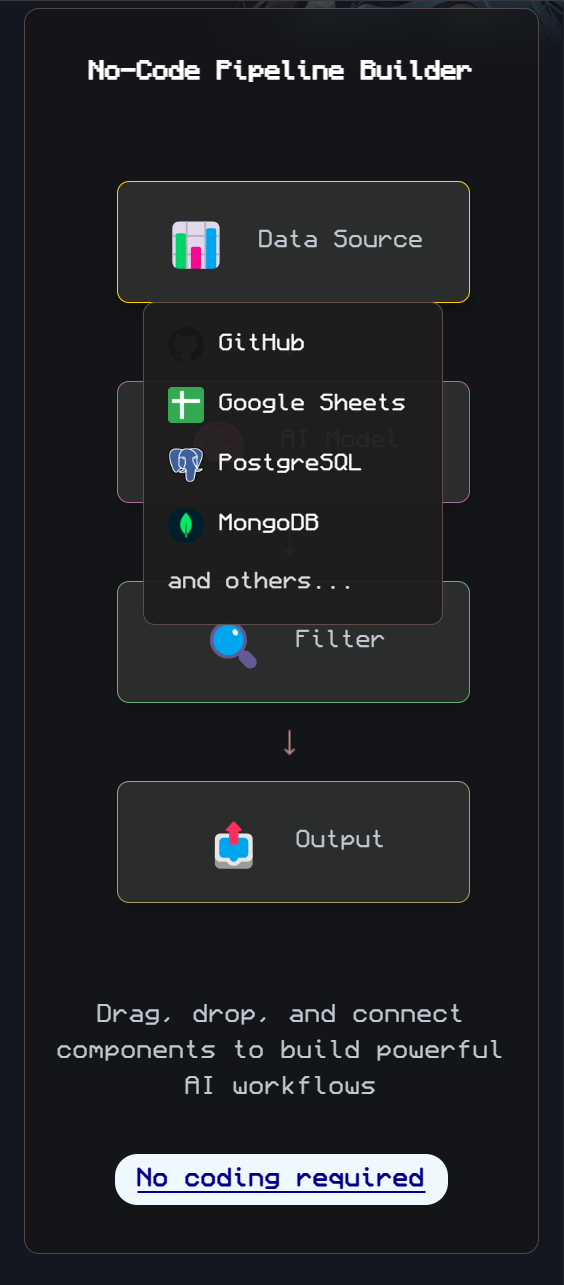 No-Code Pipeline Builder
Data Source
GitHub
Google Sheets
AI Model
PostgreSQL
MongoDB
and others...
Filter
↓
Output
Drag, drop, and connect
components to build powerful
AI workflows
No coding required